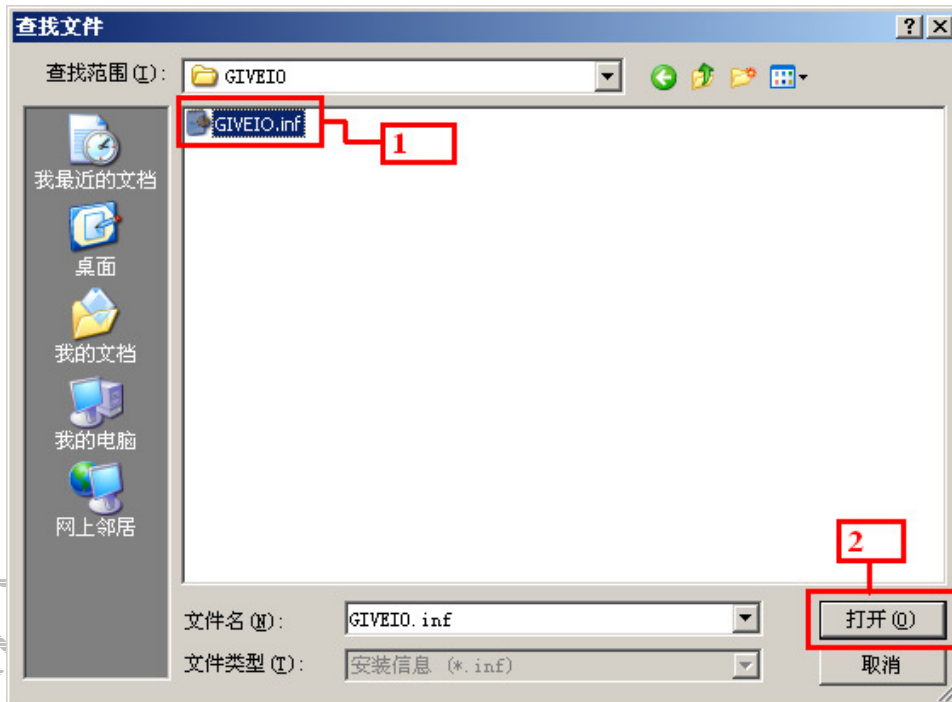 查找文件
查找范围(I):
GIVEIO
GIVEIO.inf
1
我最近的文档
桌面
我的文档
我的电脑
网上邻居
2
文件名(N):
GIVEIO.inf
打开(O)
文件类型(T):
安装信息 (*.inf)
取消